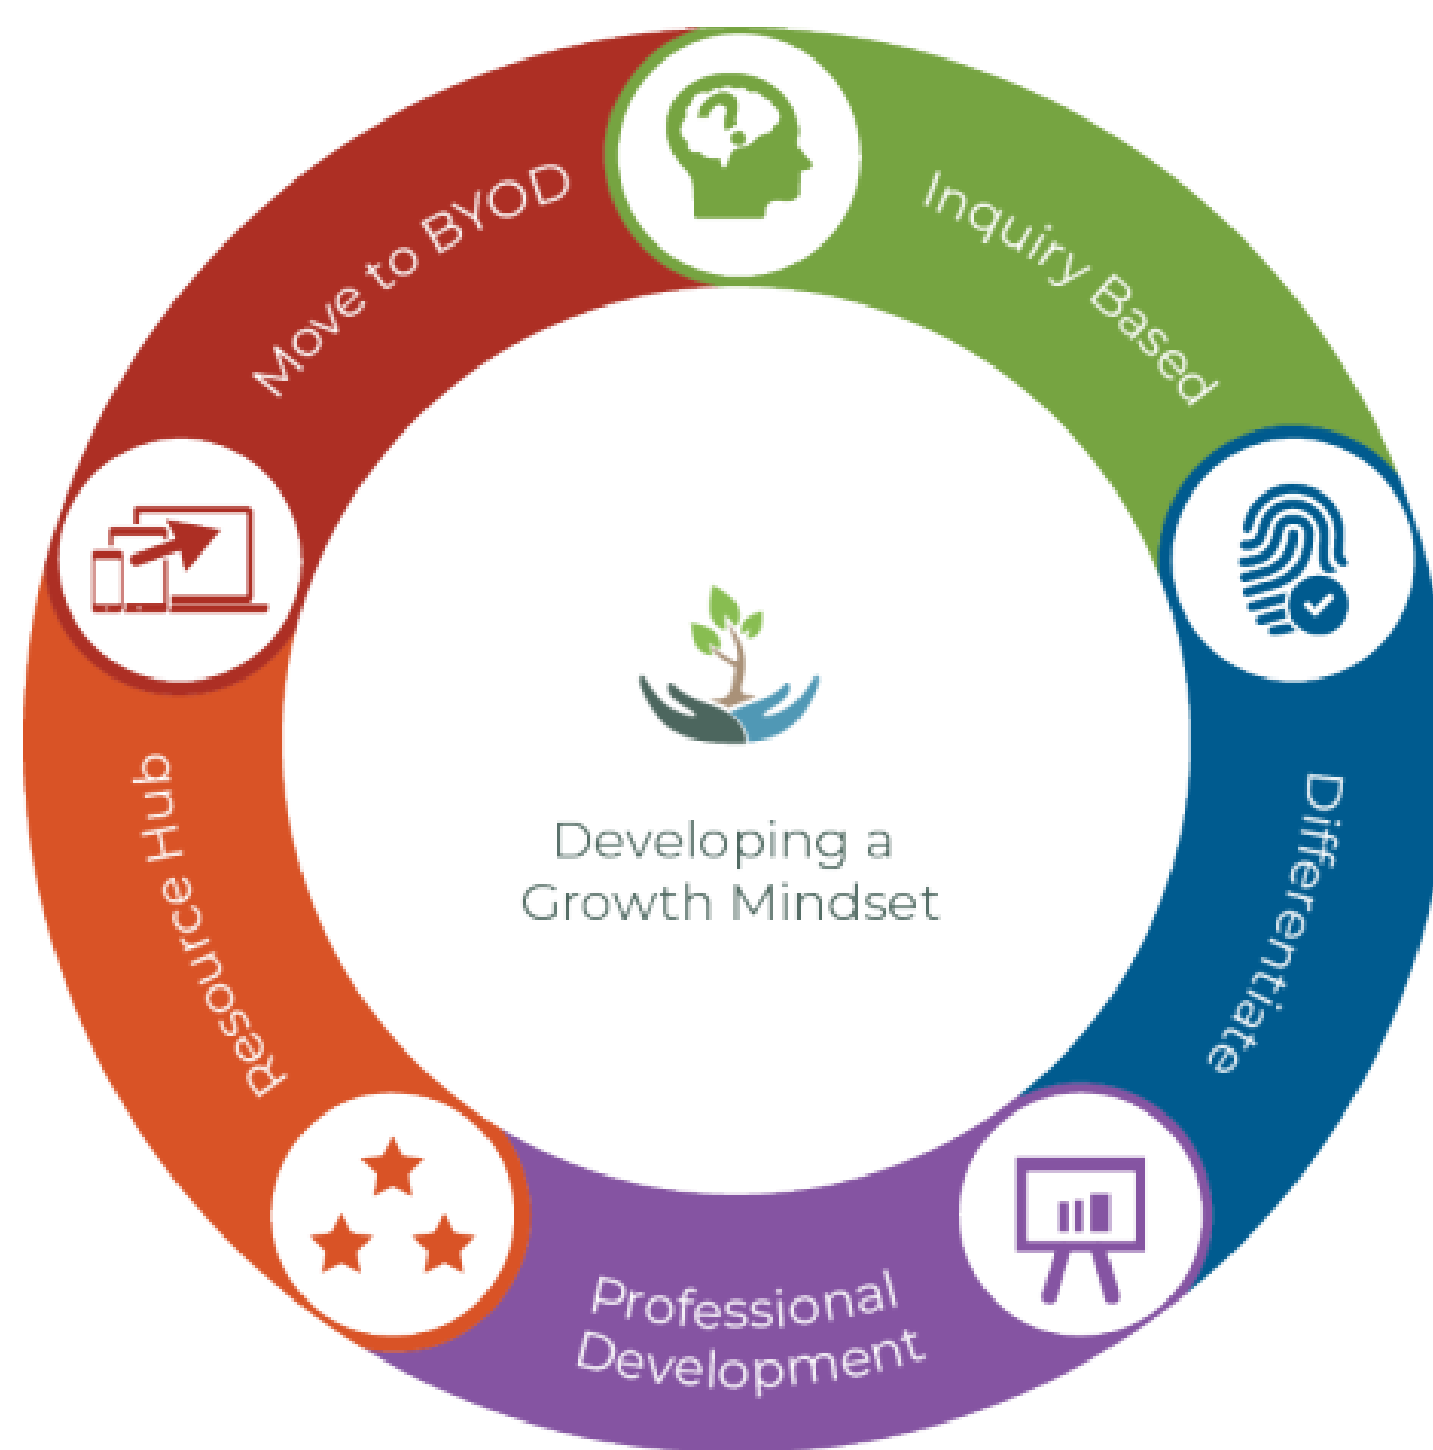 Move to BYOD
Inquiry Based
Differentiate
Professional
Development
Resource Hub
Developing a
Growth Mindset